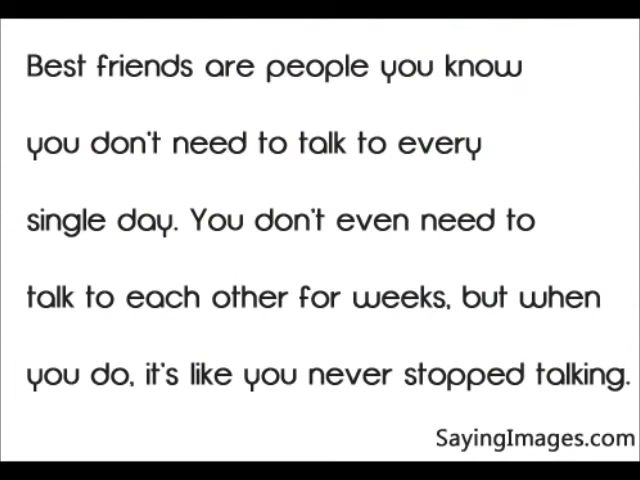 Best friends are people you know
you don't need to talk to every
single day. You don't even need to
talk to each other for weeks, but when
you do, it's like you never stopped talking.
SayingImages.com